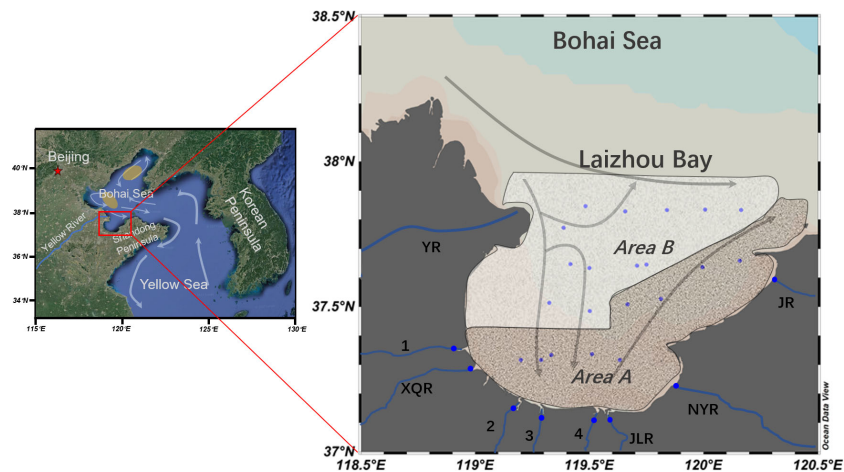 Beijing
40°N
38°N
36°N
34°N
115°E
120°E
125°E
130°E
Bohai Sea
Yellow River
Shandong
Peninsula
Korean
Peninsula
Yellow Sea
38.5°N
38°N
37.5°N
37°N
118.5°E
119°E
119.5°E
120°E
120.5°E
Bohai Sea
Laizhou Bay
Area B
Area A
YR
1
XQR
2
3
4
JLR
NYR
JR
Ocean Data View